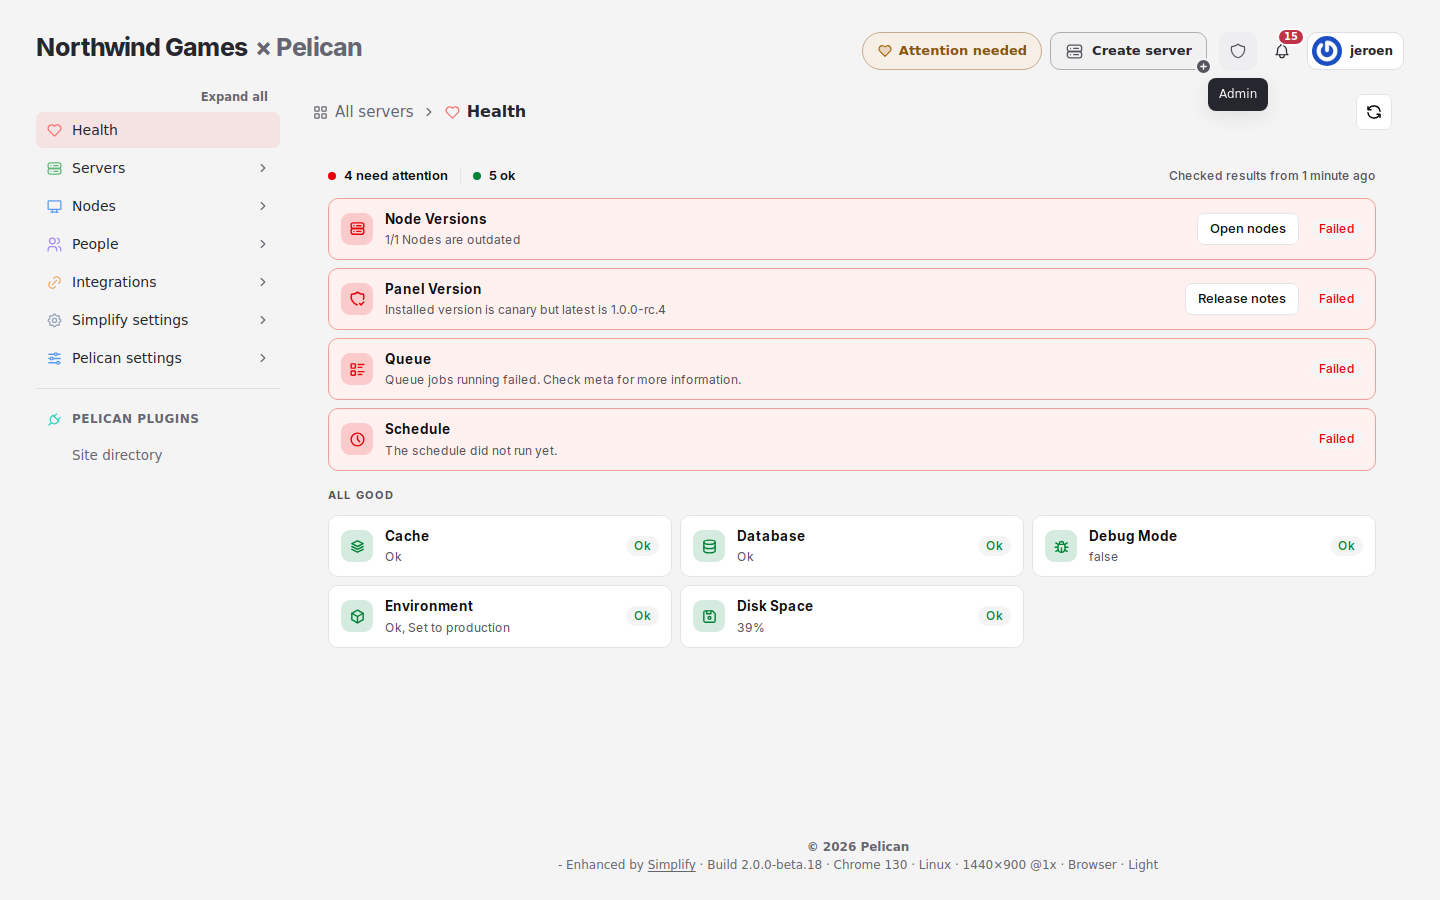 Northwind Games × Pelican
Attention needed
Create server
15
jeroen
Admin
Expand all
Health
Servers
Nodes
People
Integrations
Simplify settings
Pelican settings
PELICAN PLUGINS
Site directory
All servers
Health
4 need attention
5 ok
Checked results from 1 minute ago
Node Versions
1/1 Nodes are outdated
Open nodes
Failed
Panel Version
Installed version is canary but latest is 1.0.0-rc.4
Release notes
Failed
Queue
Queue jobs running failed. Check meta for more information.
Failed
Schedule
The schedule did not run yet.
Failed
ALL GOOD
Cache
Ok
Ok
Database
Ok
Ok
Debug Mode
false
Ok
Environment
Ok, Set to production
Ok
Disk Space
39%
Ok
© 2026 Pelican
- Enhanced by Simplify · Build 2.0.0-beta.18 · Chrome 130 · Linux · 1440×900 @1x · Browser · Light